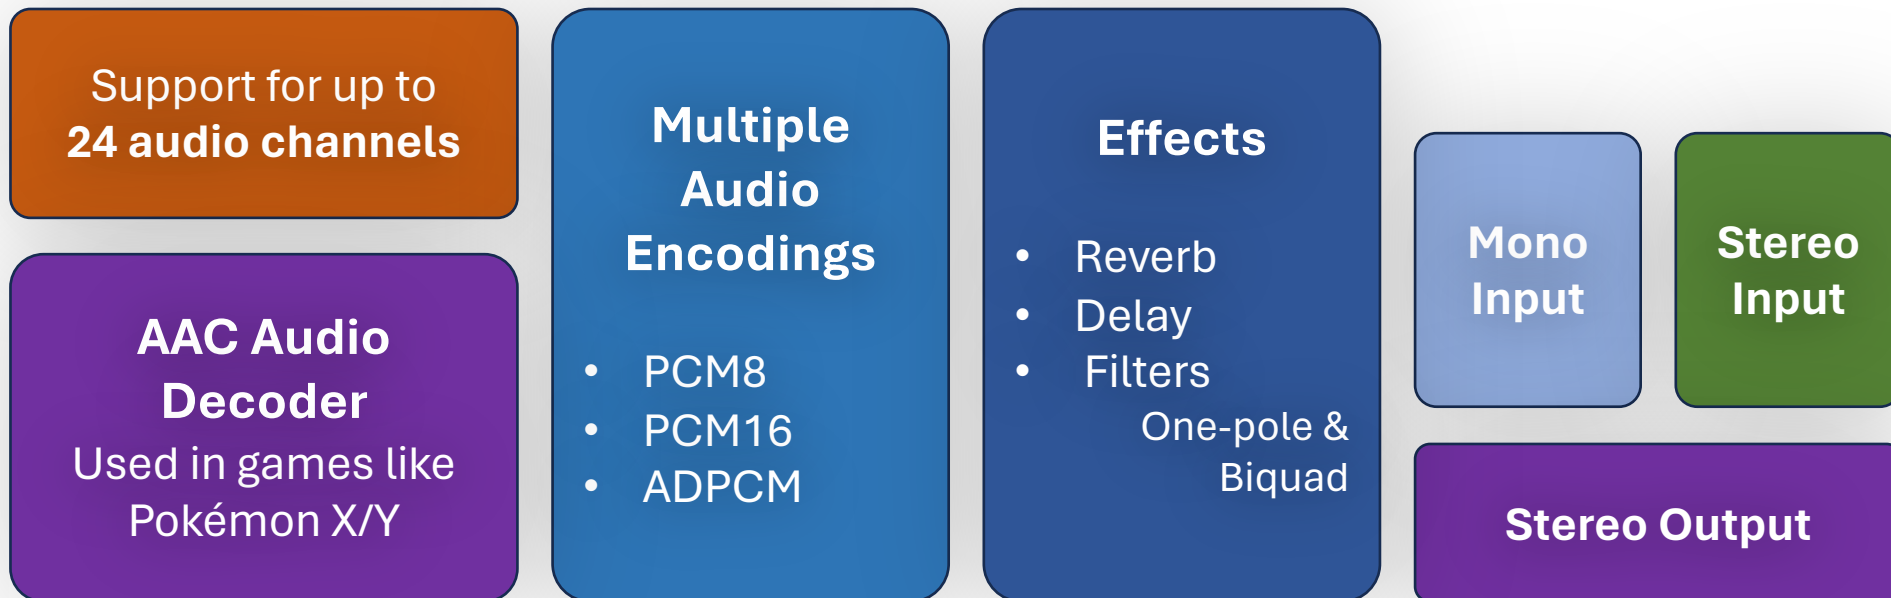 Support for up to
24 audio channels
AAC Audio
Decoder
Used in games like
Pokémon X/Y
Multiple
Audio
Encodings
• PCM8
• PCM16
• ADPCM
Effects
• Reverb
• Delay
• Filters
One-pole &
Biquad
Mono
Input
Stereo
Input
Stereo Output